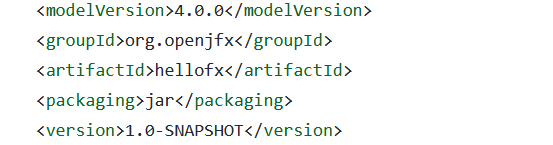 <modelVersion>4.0.0</modelVersion>
<groupId>org.openjfx</groupId>
<artifactId>hellofx</artifactId>
<packaging>jar</packaging>
<version>1.0-SNAPSHOT</version>